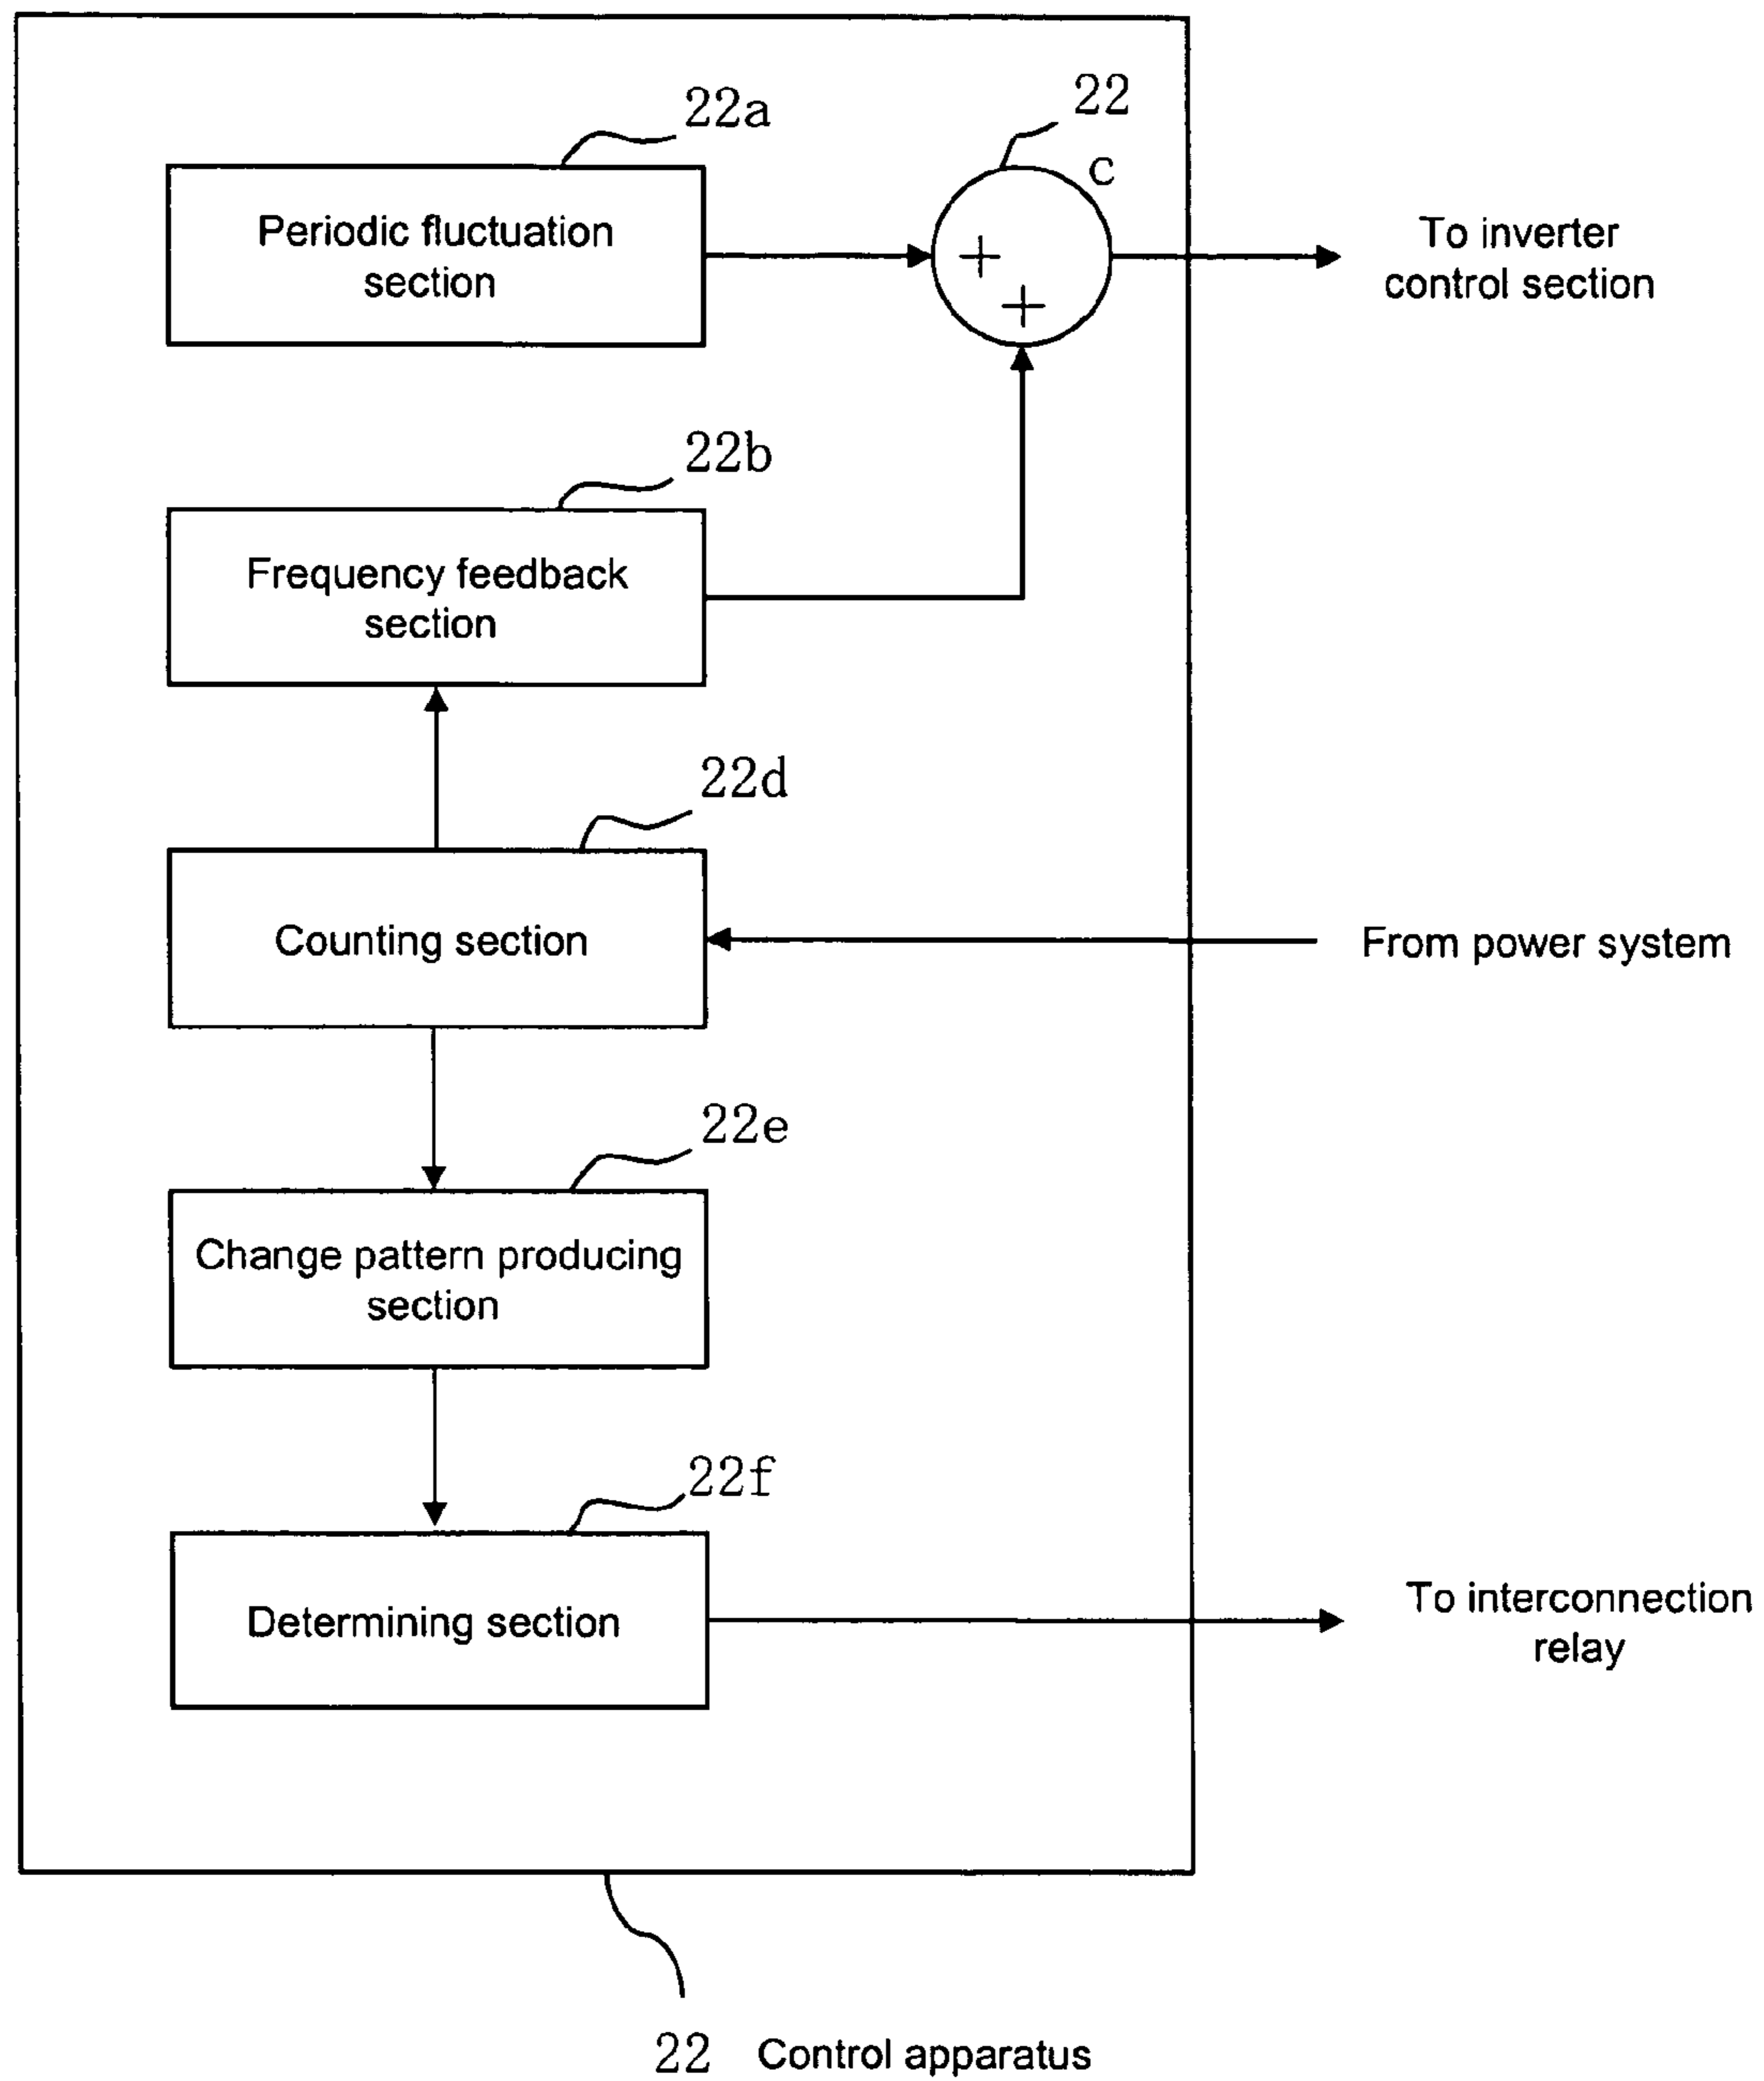 22a
22
c
Periodic fluctuation
section
+
+
To inverter
control section
22b
Frequency feedback
section
22d
Counting section
From power system
22e
Change pattern producing
section
22f
Determining section
To interconnection
relay
22 Control apparatus